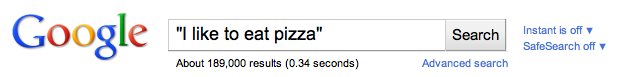 Google "I like to eat pizza" Search Instant is off ▼
SafeSearch off ▼
About 189,000 results (0.34 seconds) Advanced search